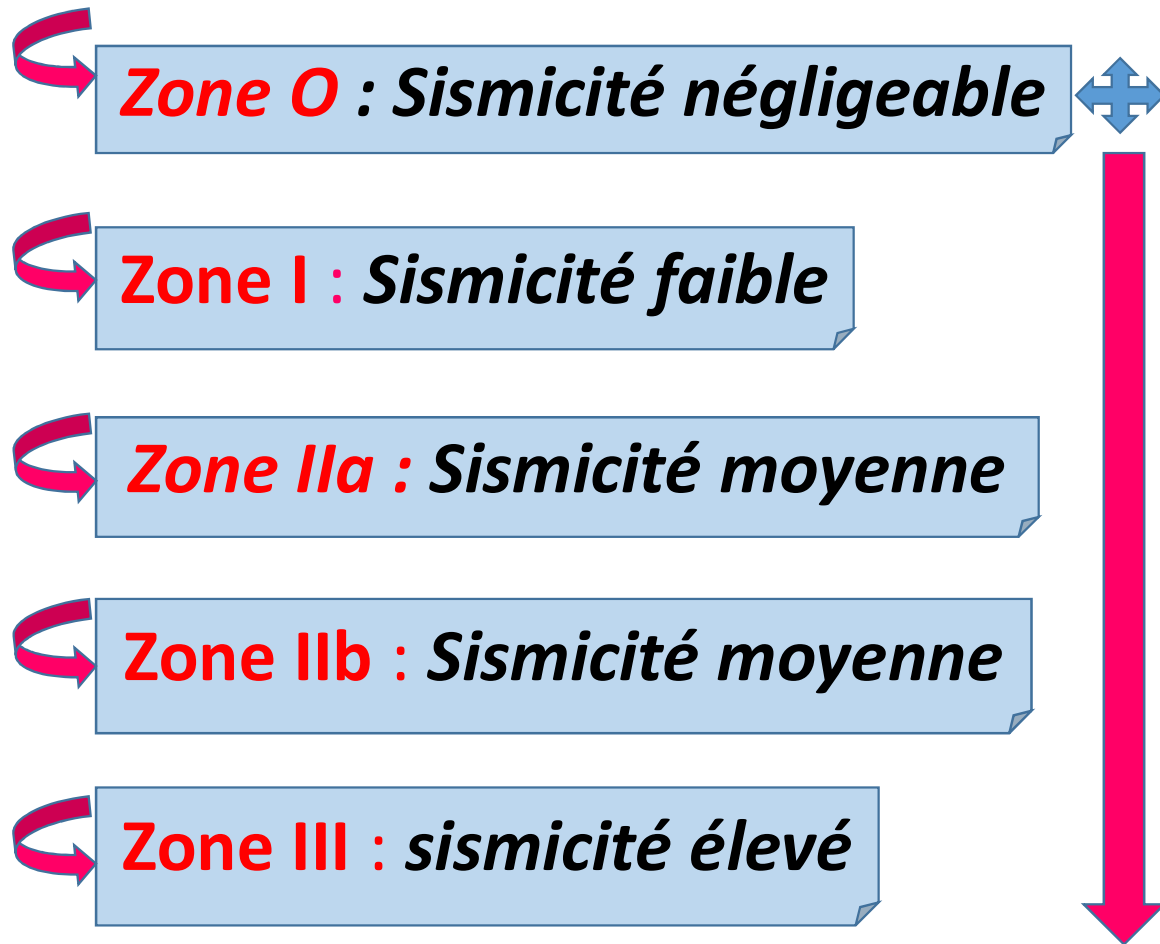 Zone O : Sismicité négligeable
Zone I : Sismicité faible
Zone IIa : Sismicité moyenne
Zone IIb : Sismicité moyenne
Zone III : sismicité élevé